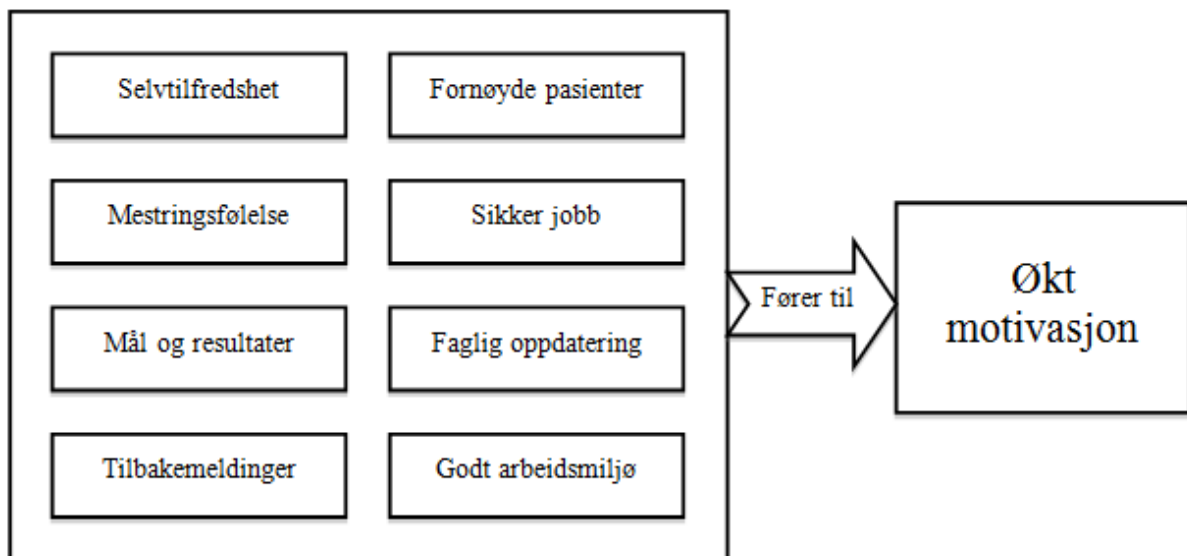 Selvtilfredshet
Fornøyde pasienter
Mestringsfølelse
Sikker jobb
Mål og resultater
Faglig oppdatering
Tilbakemeldinger
Godt arbeidsmiljø
Fører til
Økt
motivasjon